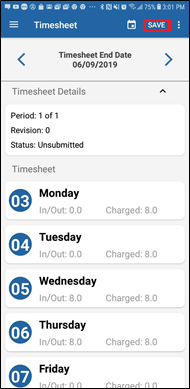 75% 3:01 PM
Timesheet
SAVE
Timesheet End Date
06/09/2019
Timesheet Details
Period: 1 of 1
Revision: 0
Status: Unsubmitted
Timesheet
03 Monday
In/Out: 0.0 Charged: 8.0
04 Tuesday
In/Out: 0.0 Charged: 8.0
05 Wednesday
In/Out: 0.0 Charged: 8.0
06 Thursday
In/Out: 0.0 Charged: 8.0
07 Friday
In/Out: 0.0 Charged: 8.0